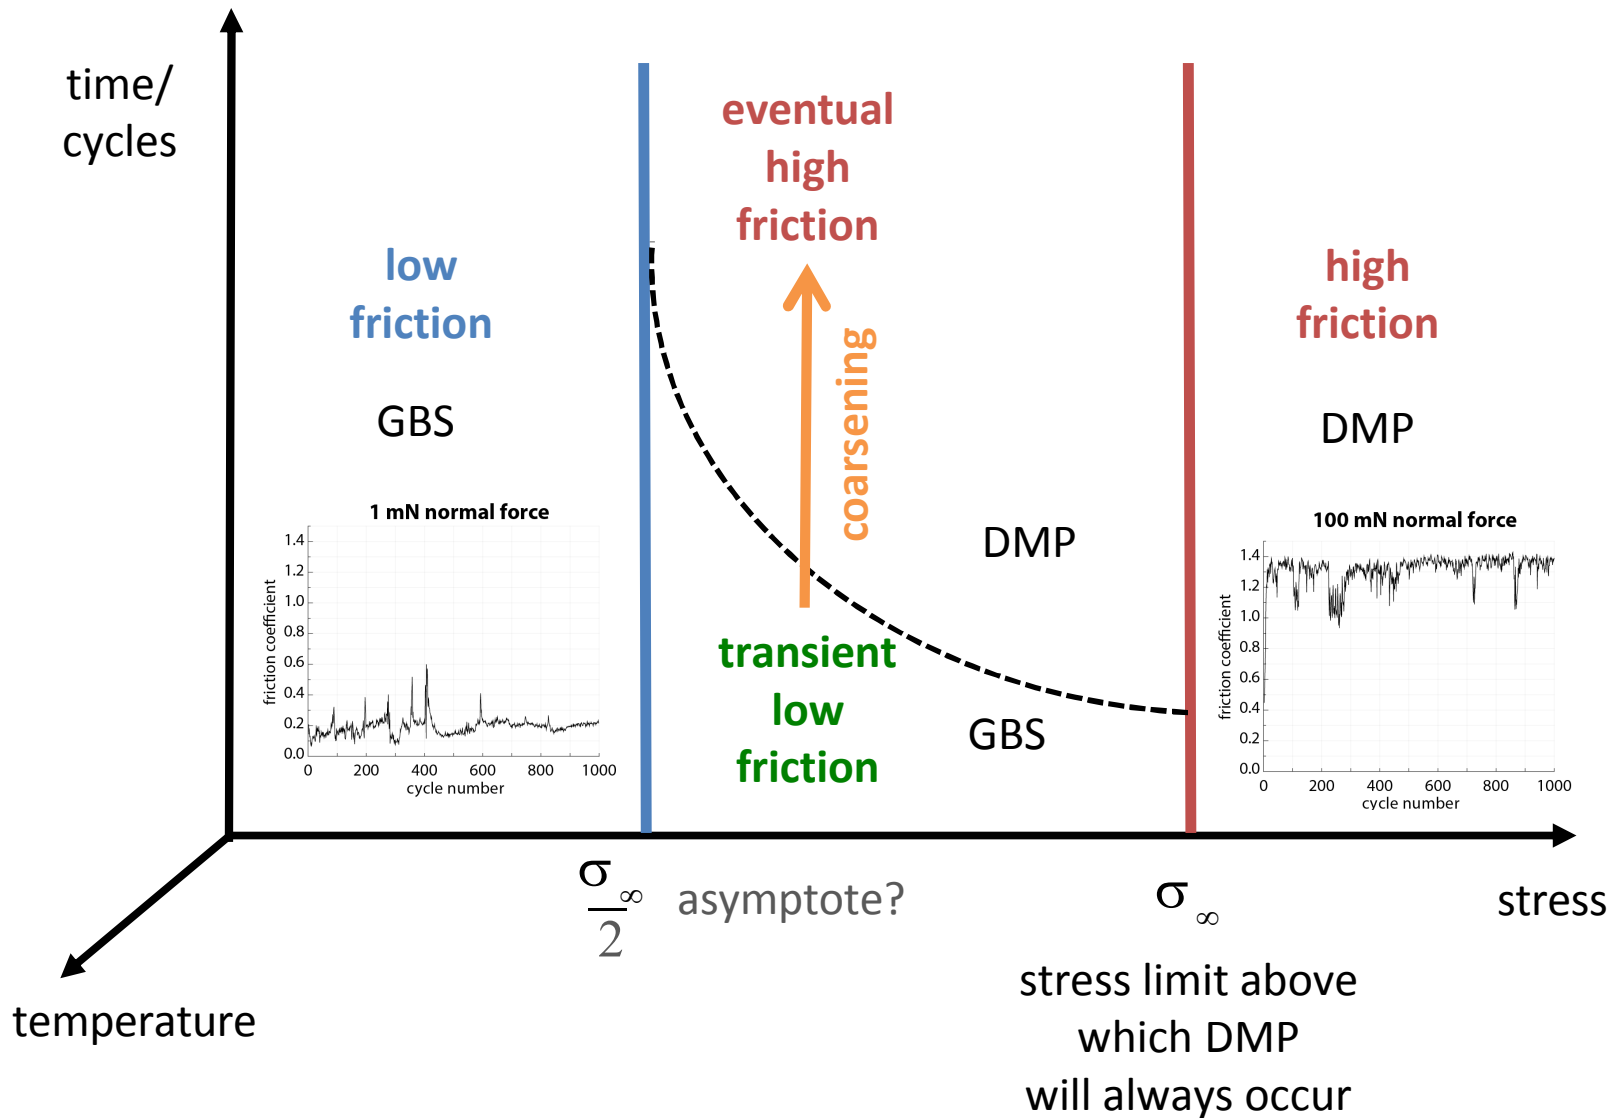 time/
cycles
eventual
high
friction
low
friction
high
friction
coarsening
GBS
DMP
DMP
1 mN normal force
1.4
1.2
1.0
0.8
0.6
0.4
0.2
0.0
friction coefficient
0 200 400 600 800 1000
cycle number
100 mN normal force
1.4
1.2
1.0
0.8
0.6
0.4
0.2
0.0
friction coefficient
0 200 400 600 800 1000
cycle number
transient
low
friction
GBS
σ∞
2
asymptote?
σ∞
stress
stress limit above
which DMP
will always occur
temperature